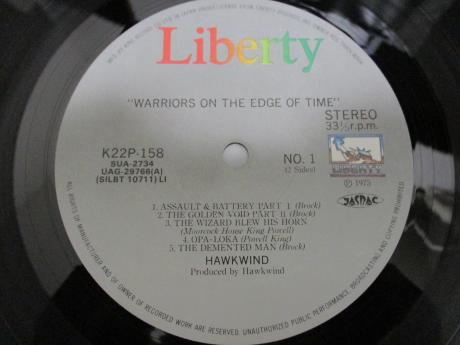 Liberty
"WARRIORS ON THE EDGE OF TIME"
STEREO
33⅓ r.p.m.
K22P-158
SUA-2734
UAG-29766(A)
(SILBT 10711) LI
NO. 1
(2 Sides)
LIBERTY
Ⓟ 1975
JASRAC
1. ASSAULT & BATTERY PART I (Brock)
2. THE GOLDEN VOID PART II (Brock)
3. THE WIZARD BLEW HIS HORN
(Moorcock House King Powell)
4. OPA-LOKA (Powell King)
5. THE DEMENTED MAN (Brock)
HAWKWIND
Produced by Hawkwind
ALL RIGHTS OF THE MANUFACTURER AND OF THE OWNER OF RECORDED WORK ARE RESERVED. UNAUTHORIZED PUBLIC PERFORMANCE, BROADCASTING AND COPYING PROHIBITED.